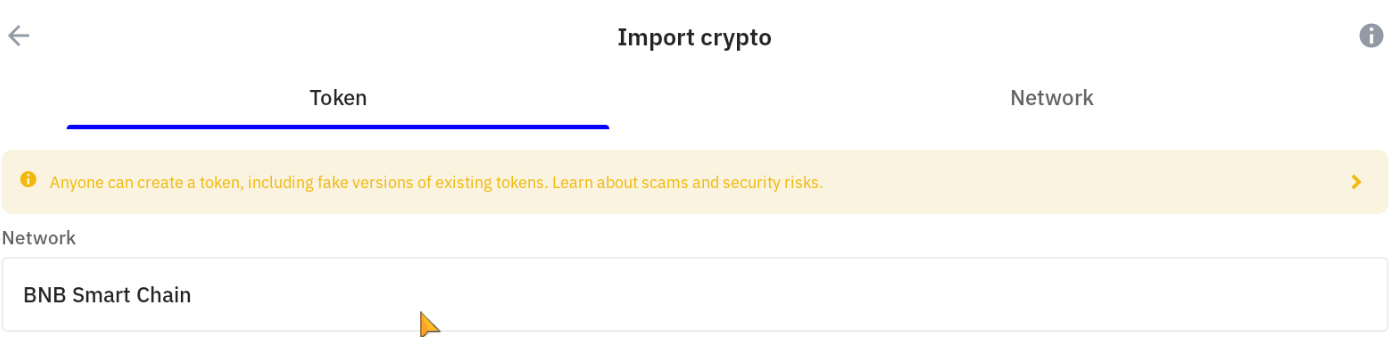 Import crypto
Token
Network
Anyone can create a token, including fake versions of existing tokens. Learn about scams and security risks.
Network
BNB Smart Chain